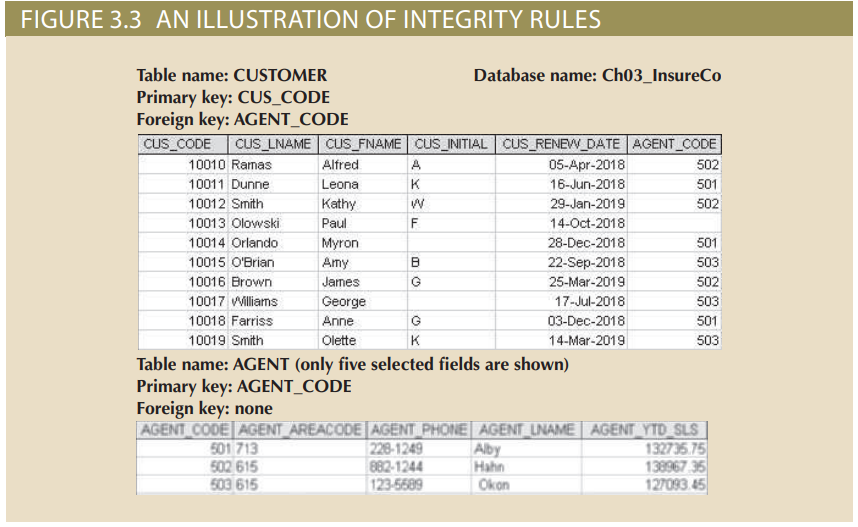 FIGURE 3.3 AN ILLUSTRATION OF INTEGRITY RULES
Table name: CUSTOMER Database name: Ch03_InsureCo
Primary key: CUS_CODE
Foreign key: AGENT_CODE
CUS_CODE CUS_LNAME CUS_FNAME CUS_INITIAL CUS_RENEW_DATE AGENT_CODE
10010 Ramas Alfred A 05-Apr-2018 502
10011 Dunne Leona K 16-Jun-2018 501
10012 Smith Kathy W 29-Jan-2019 502
10013 Olowski Paul F 14-Oct-2018
10014 Orlando Myron 28-Dec-2018 501
10015 O'Brian Amy B 22-Sep-2018 503
10016 Brown James G 25-Mar-2019 502
10017 Williams George 17-Jul-2018 503
10018 Farriss Anne G 03-Dec-2018 501
10019 Smith Olette K 14-Mar-2019 503
Table name: AGENT (only five selected fields are shown)
Primary key: AGENT_CODE
Foreign key: none
AGENT_CODE AGENT_AREACODE AGENT_PHONE AGENT_LNAME AGENT_YTD_SLS
501 713 228-1249 Alby 132735.75
502 615 882-1244 Hahn 138967.35
503 615 123-5589 Okon 127093.45